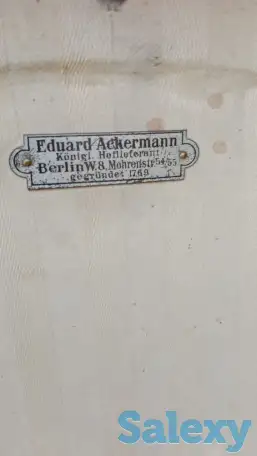 Eduard Ackermann
Königl. Hoflieferant
Berlin W. 8. Mohrenstr. 54/55
gegründet 1769
Salexy